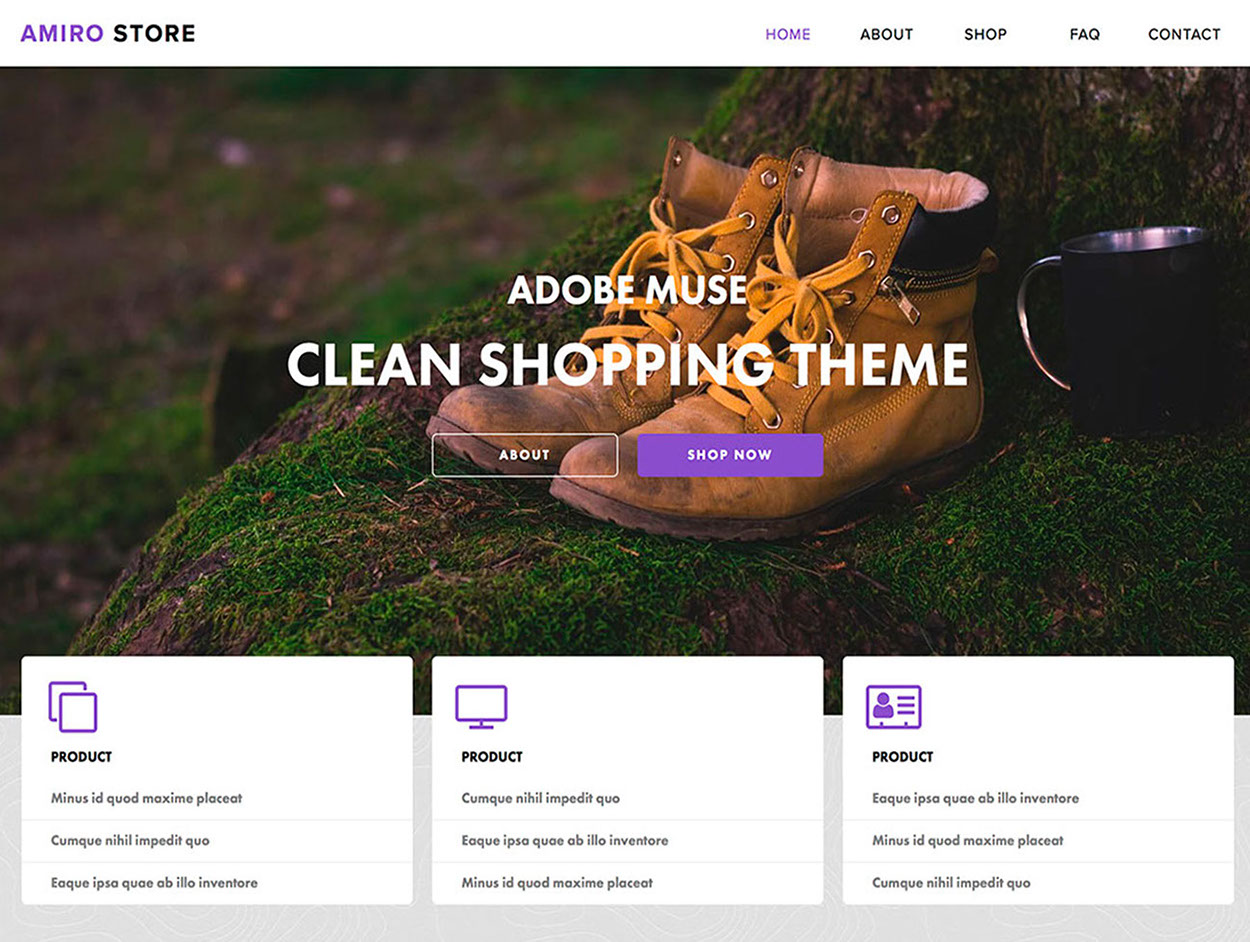 AMIRO STORE
HOME ABOUT SHOP FAQ CONTACT
ADOBE MUSE
CLEAN SHOPPING THEME
ABOUT SHOP NOW
PRODUCT
Minus id quod maxime placeat
Cumque nihil impedit quo
Eaque ipsa quae ab illo inventore
PRODUCT
Cumque nihil impedit quo
Eaque ipsa quae ab illo inventore
Minus id quod maxime placeat
PRODUCT
Eaque ipsa quae ab illo inventore
Minus id quod maxime placeat
Cumque nihil impedit quo